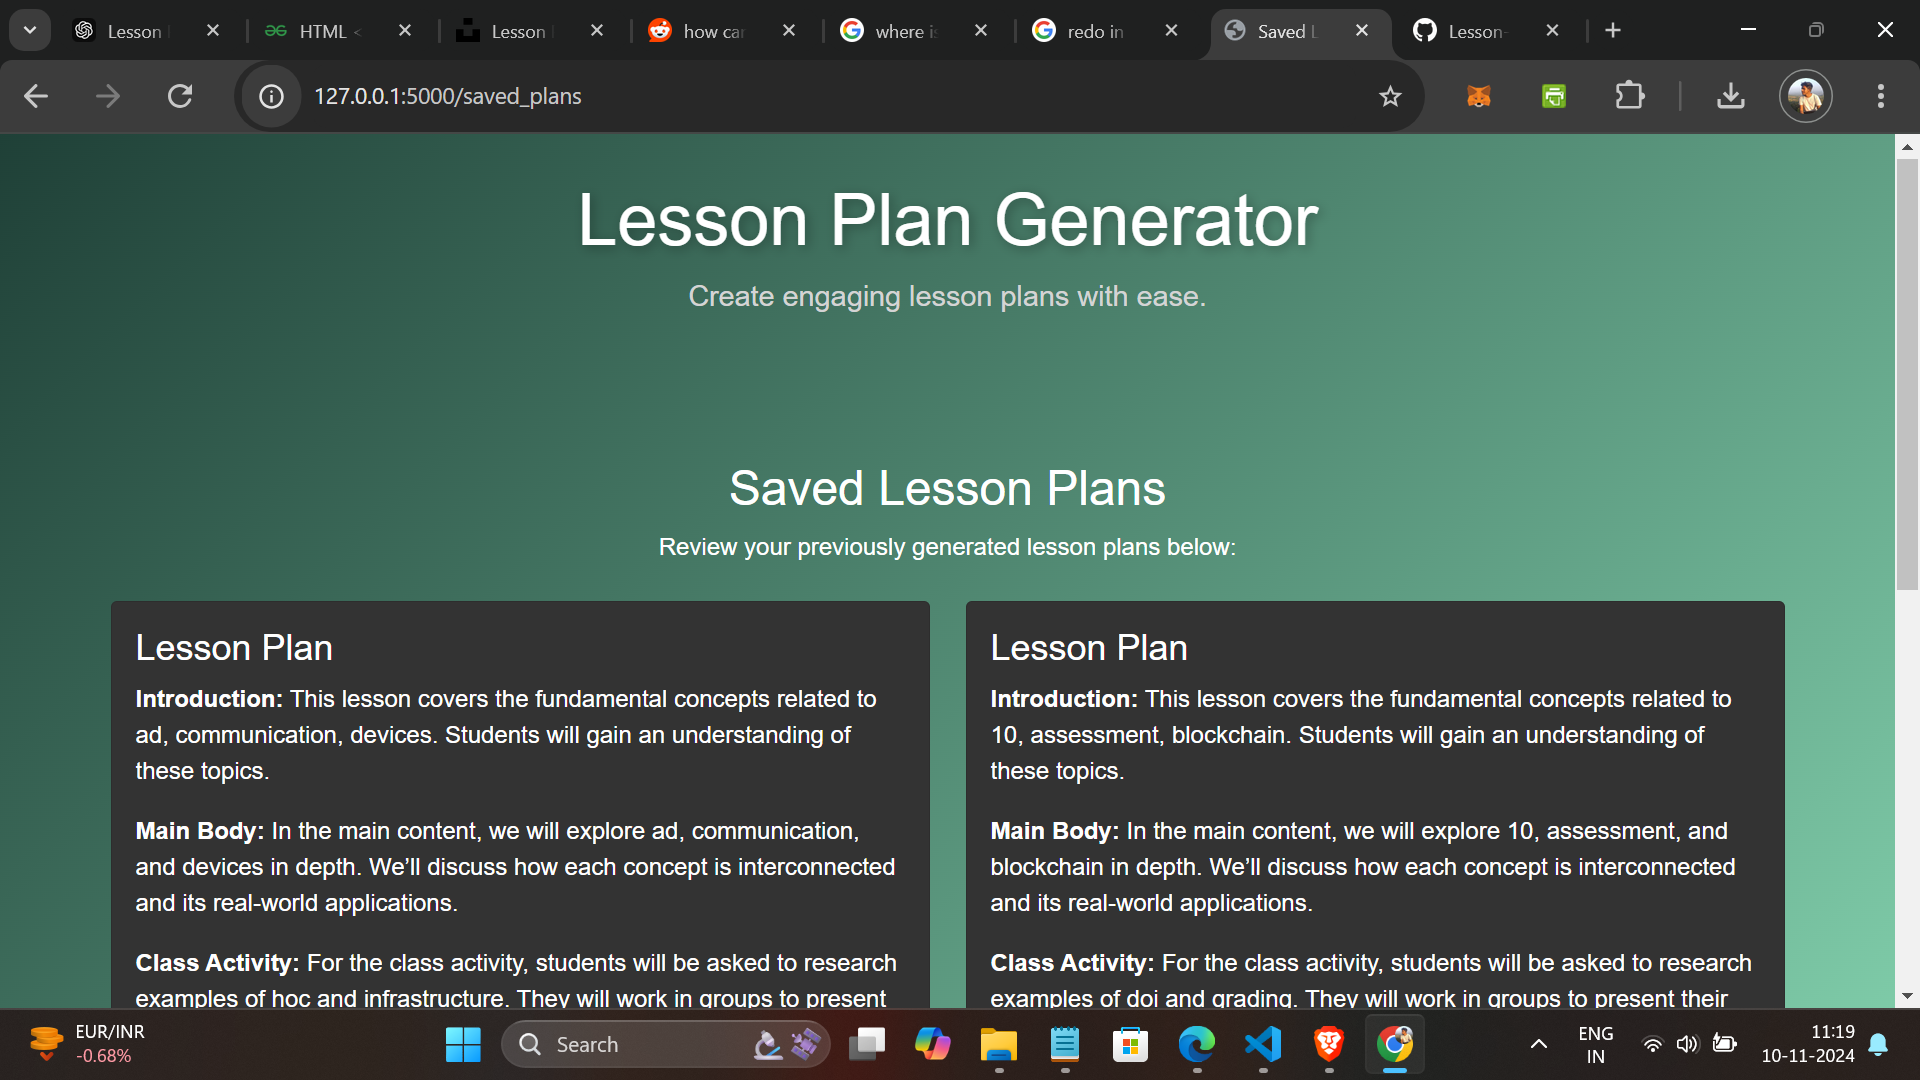 Lesson
HTML
Lesson
how car
where is
redo in
Saved L
Lesson-
127.0.0.1:5000/saved_plans
Lesson Plan Generator
Create engaging lesson plans with ease.
Saved Lesson Plans
Review your previously generated lesson plans below:
Lesson Plan
Introduction: This lesson covers the fundamental concepts related to
ad, communication, devices. Students will gain an understanding of
these topics.
Main Body: In the main content, we will explore ad, communication,
and devices in depth. We’ll discuss how each concept is interconnected
and its real-world applications.
Class Activity: For the class activity, students will be asked to research
examples of hoc and infrastructure. They will work in groups to present
Lesson Plan
Introduction: This lesson covers the fundamental concepts related to
10, assessment, blockchain. Students will gain an understanding of
these topics.
Main Body: In the main content, we will explore 10, assessment, and
blockchain in depth. We’ll discuss how each concept is interconnected
and its real-world applications.
Class Activity: For the class activity, students will be asked to research
examples of doi and grading. They will work in groups to present their
EUR/INR
-0.68%
Search
ENG
IN
11:19
10-11-2024